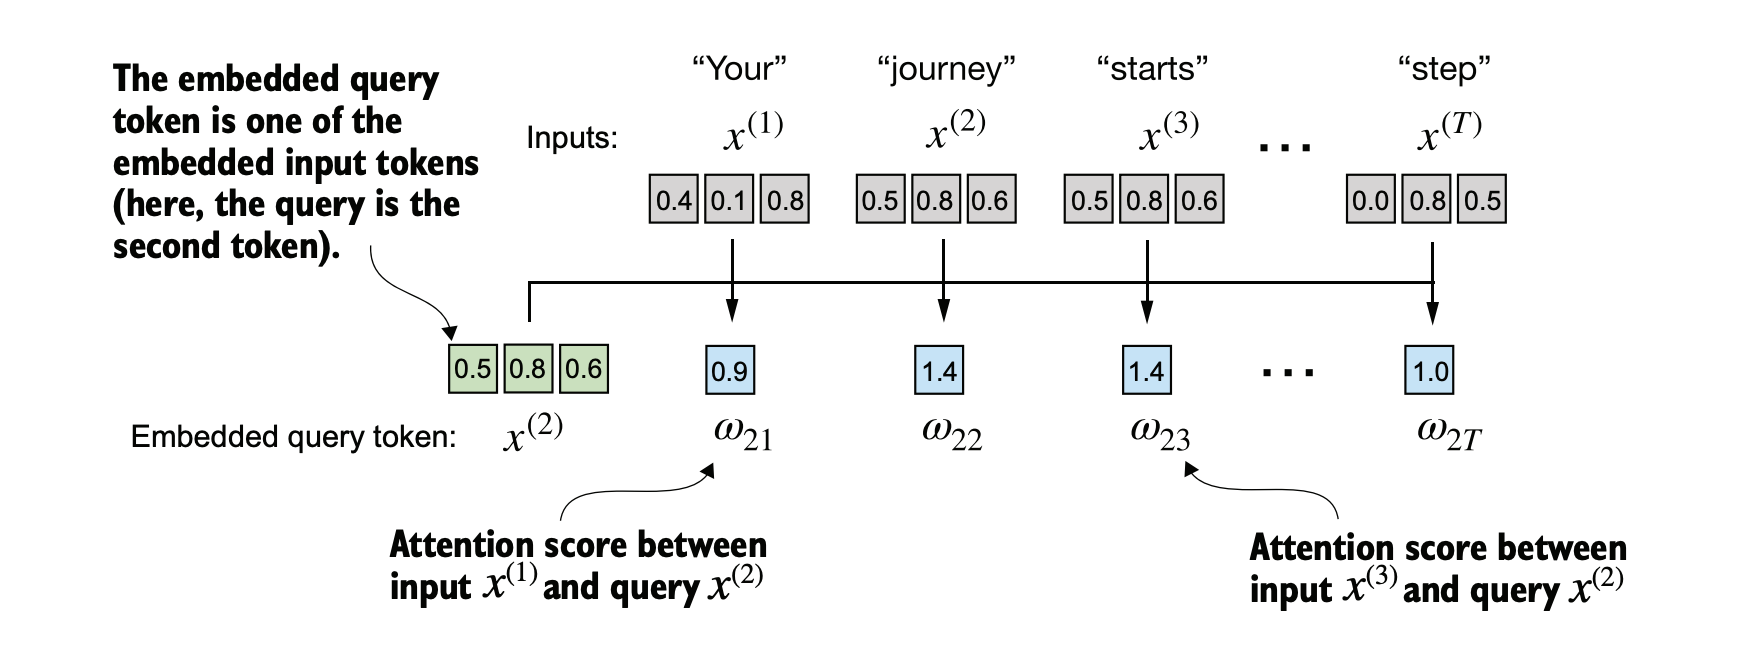 The embedded query
token is one of the
embedded input tokens
(here, the query is the
second token).
“Your” “journey” “starts” “step”
Inputs: x^(1) x^(2) x^(3) ... x^(T)
0.4 0.1 0.8 0.5 0.8 0.6 0.5 0.8 0.6 0.0 0.8 0.5
0.5 0.8 0.6 0.9 1.4 1.4 ... 1.0
Embedded query token: x^(2) ω_21 ω_22 ω_23 ω_2T
Attention score between
input x^(1) and query x^(2)
Attention score between
input x^(3) and query x^(2)